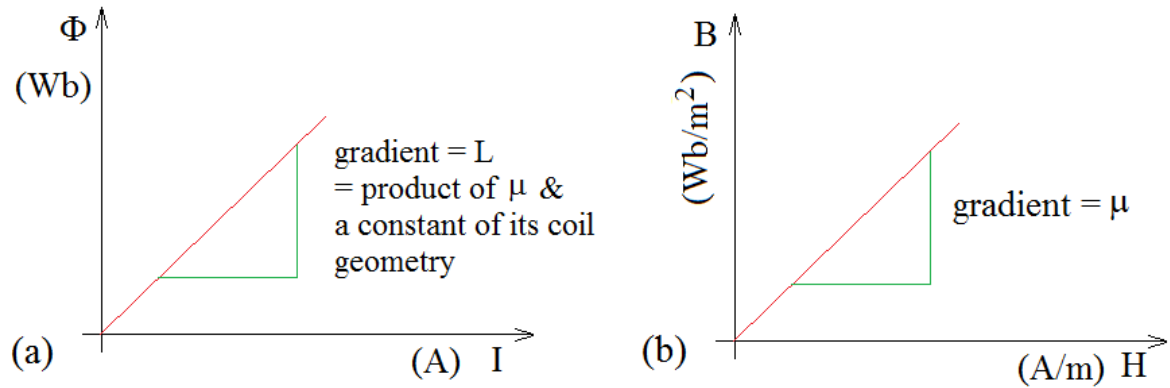 Φ
(Wb)
gradient = L
= product of μ &
a constant of its coil
geometry
(a)
(A) I
B
(Wb/m²)
gradient = μ
(b)
(A/m) H